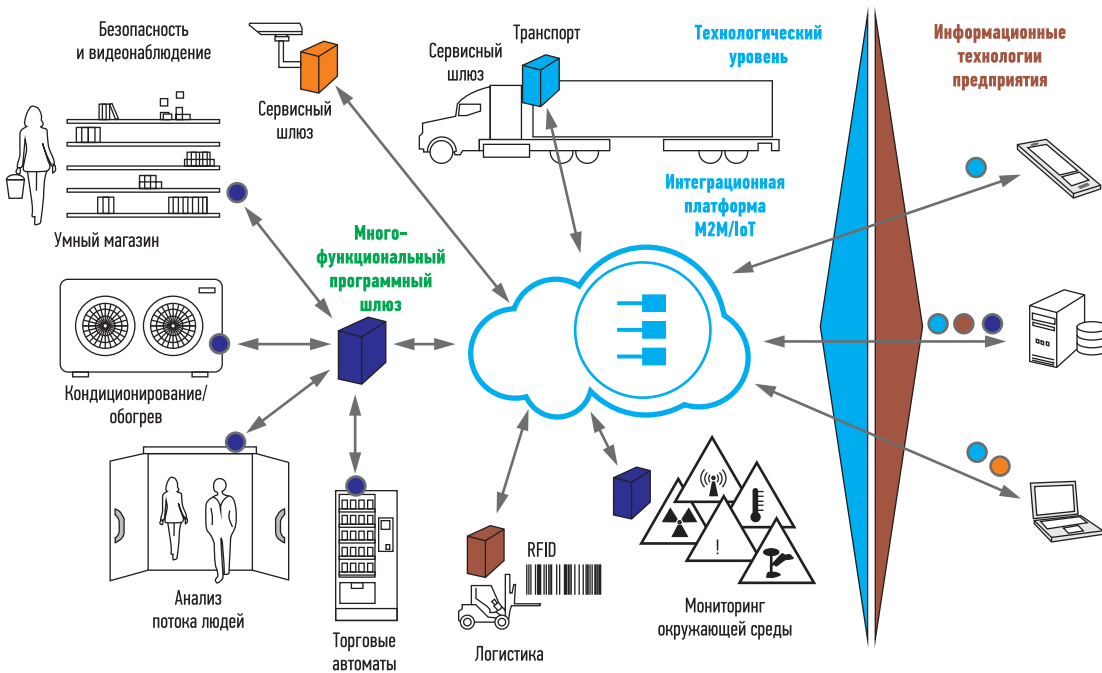 Безопасность
и видеонаблюдение
Сервисный
шлюз
Транспорт
Сервисный
шлюз
Технологический
уровень
Информационные
технологии
предприятия
Умный магазин
Интеграционная
платформа
M2M/IoT
Много-
функциональный
программный
шлюз
Кондиционирование/
обогрев
Анализ
потока людей
Торговые
автоматы
RFID
Логистика
!
Мониторинг
окружающей среды